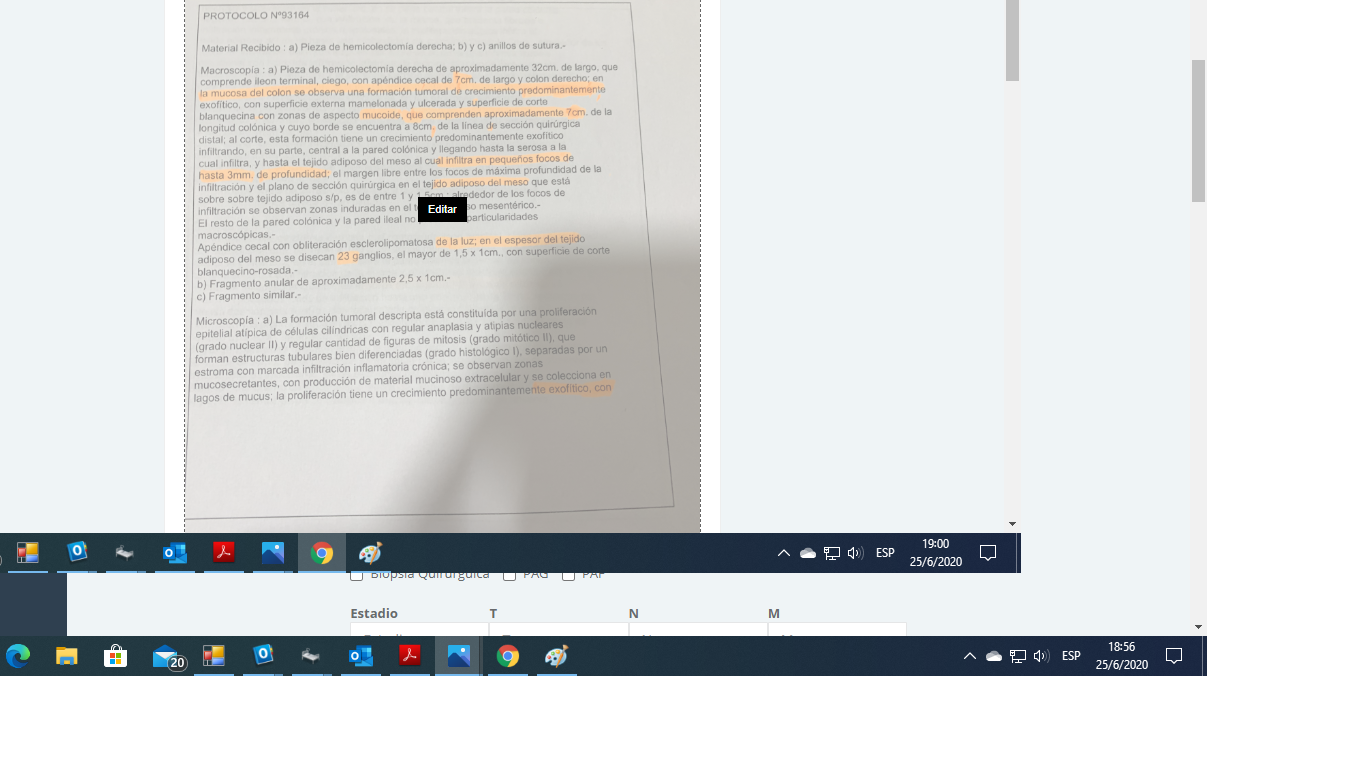 PROTOCOLO Nº93164
Material Recibido : a) Pieza de hemicolectomía derecha; b) y c) anillos de sutura.-
Macroscopía : a) Pieza de hemicolectomía derecha de aproximadamente 32cm. de largo, que
comprende ileon terminal, ciego, con apéndice cecal de 7cm. de largo y colon derecho; en
la mucosa del colon se observa una formación tumoral de crecimiento predominantemente
exofítico, con superficie externa mamelonada y ulcerada y superficie de corte
blanquecina con zonas de aspecto mucoide, que comprenden aproximadamente 7cm. de la
longitud colónica y cuyo borde se encuentra a 8cm. de la línea de sección quirúrgica
distal; al corte, esta formación tiene un crecimiento predominantemente exofítico
infiltrando, en su parte, central a la pared colónica y llegando hasta la serosa a la
cual infiltra, y hasta el tejido adiposo del meso al cual infiltra en pequeños focos de
hasta 3mm. de profundidad; el margen libre entre los focos de máxima profundidad de la
infiltración y el plano de sección quirúrgica en el tejido adiposo del meso que está
sobre sobre tejido adiposo s/p, es de entre 1 y 1,5cm.; alrededor de los focos de
infiltración se observan zonas induradas en el mesentérico.-
Editar
El resto de la pared colónica y la pared ileal no particularidades
macroscópicas.-
Apéndice cecal con obliteración esclerolipomatosa de la luz; en el espesor del tejido
adiposo del meso se disecan 23 ganglios, el mayor de 1,5 x 1cm., con superficie de corte
blanquecino-rosada.-
b) Fragmento anular de aproximadamente 2,5 x 1cm.-
c) Fragmento similar.-
Microscopía : a) La formación tumoral descripta está constituída por una proliferación
epitelial atípica de células cilíndricas con regular anaplasia y atipias nucleares
(grado nuclear II) y regular cantidad de figuras de mitosis (grado mitótico II), que
forman estructuras tubulares bien diferenciadas (grado histológico I), separadas por un
estroma con marcada infiltración inflamatoria crónica; se observan zonas
mucosecretantes, con producción de material mucinoso extracelular y se colecciona en
lagos de mucus; la proliferación tiene un crecimiento predominantemente exofítico, con
ESP
19:00
25/6/2020
Biopsia Quirúrguica PAG PAF
Estadio T N M
20
ESP
18:56
25/6/2020